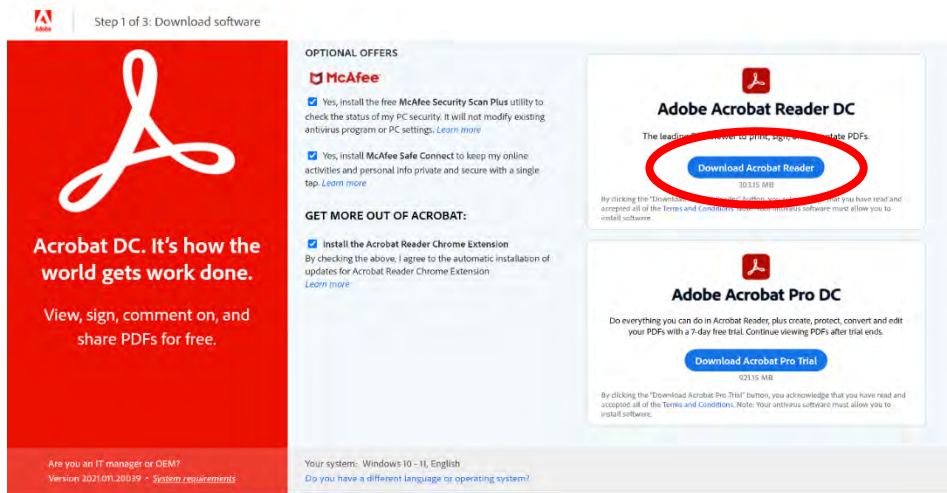 Adobe
Step 1 of 3: Download software
Acrobat DC. It's how the
world gets work done.
View, sign, comment on, and
share PDFs for free.
OPTIONAL OFFERS
McAfee
Yes, install the free McAfee Security Scan Plus utility to
check the status of my PC security. It will not modify existing
antivirus program or PC settings. Learn more
Yes, install McAfee Safe Connect to keep my online
activities and personal info private and secure with a single
tap. Learn more
GET MORE OUT OF ACROBAT:
Install the Acrobat Reader Chrome Extension
By checking the above, I agree to the automatic installation of
updates for Acrobat Reader Chrome Extension
Learn more
Adobe Acrobat Reader DC
The leading to print, sign, PDFs.
Download Acrobat Reader
303.15 MB
By clicking the "Download button, you that you have read and
accepted all of the Terms and Conditions. Note: Your antivirus software must allow you to
install software.
Adobe Acrobat Pro DC
Do everything you can do in Acrobat Reader, plus create, protect, convert and edit
your PDFs with a 7-day free trial. Continue viewing PDFs after trial ends.
Download Acrobat Pro Trial
921.15 MB
By clicking the "Download Acrobat Pro Trial" button, you acknowledge that you have read and
accepted all of the Terms and Conditions. Note: Your antivirus software must allow you to
install software.
Are you an IT manager or OEM?
Version 2021.011.20039 • System requirements
Your system: Windows 10 - 11, English
Do you have a different language or operating system?